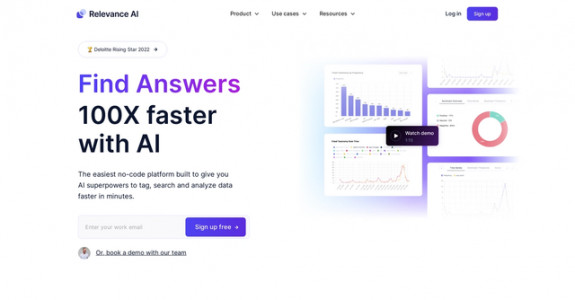 Relevance AI
Product
Use cases
Resources
Log in
Sign up
Deloitte Rising Star 2022
Find Answers
100X faster
with AI
The easiest no-code platform built to give you
AI superpowers to tag, search and analyze data
faster in minutes.
Enter your work email
Sign up free
Or, book a demo with our team
Watch demo